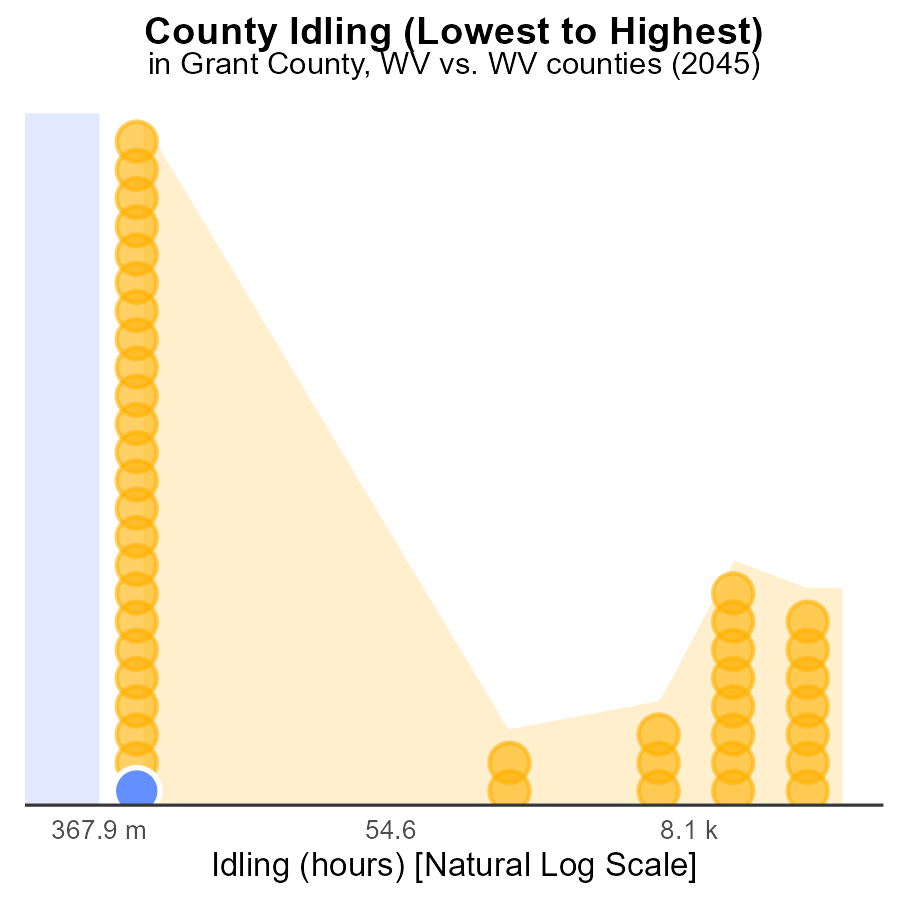 County Idling (Lowest to Highest)
in Grant County, WV vs. WV counties (2045)
367.9 m 54.6 8.1 k
Idling (hours) [Natural Log Scale]